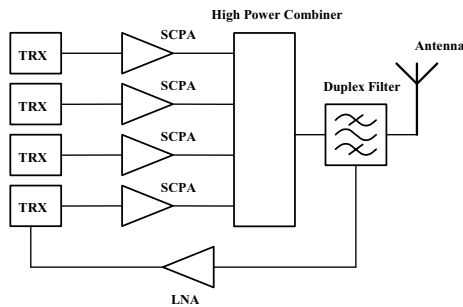 High Power Combiner
SCPA
Antenna
TRX
Duplex Filter
SCPA
TRX
SCPA
TRX
SCPA
TRX
LNA